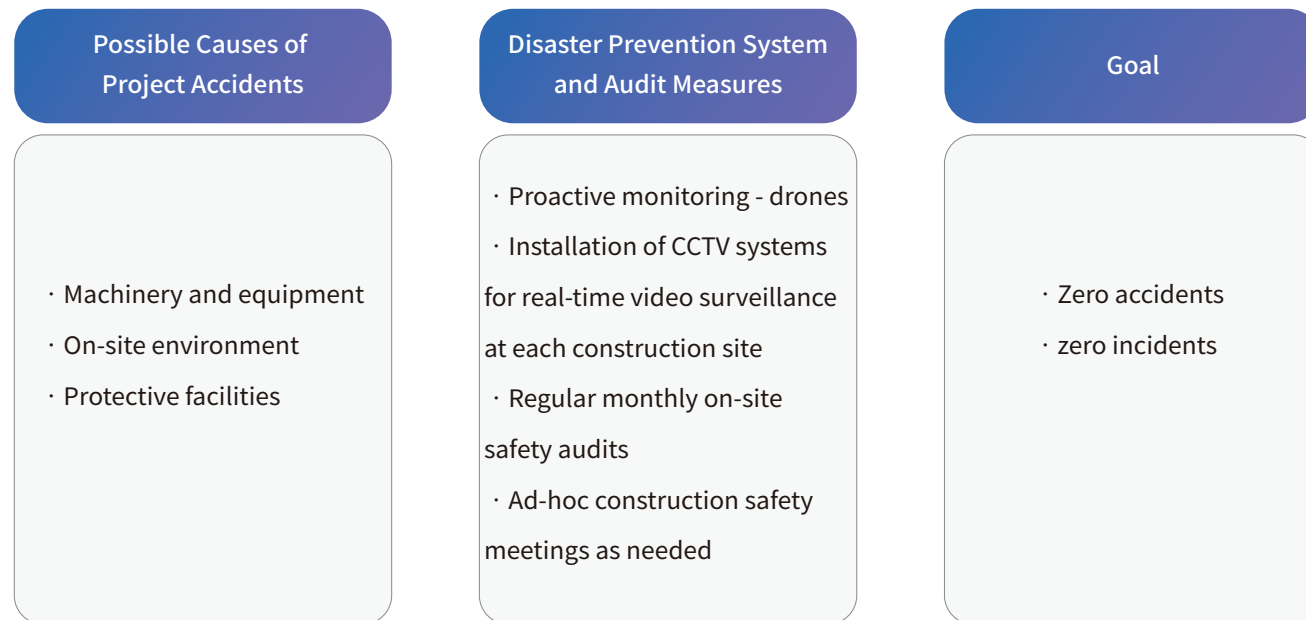 Possible Causes of
Project Accidents
· Machinery and equipment
· On-site environment
· Protective facilities
Disaster Prevention System
and Audit Measures
· Proactive monitoring - drones
· Installation of CCTV systems
for real-time video surveillance
at each construction site
· Regular monthly on-site
safety audits
· Ad-hoc construction safety
meetings as needed
Goal
· Zero accidents
· zero incidents